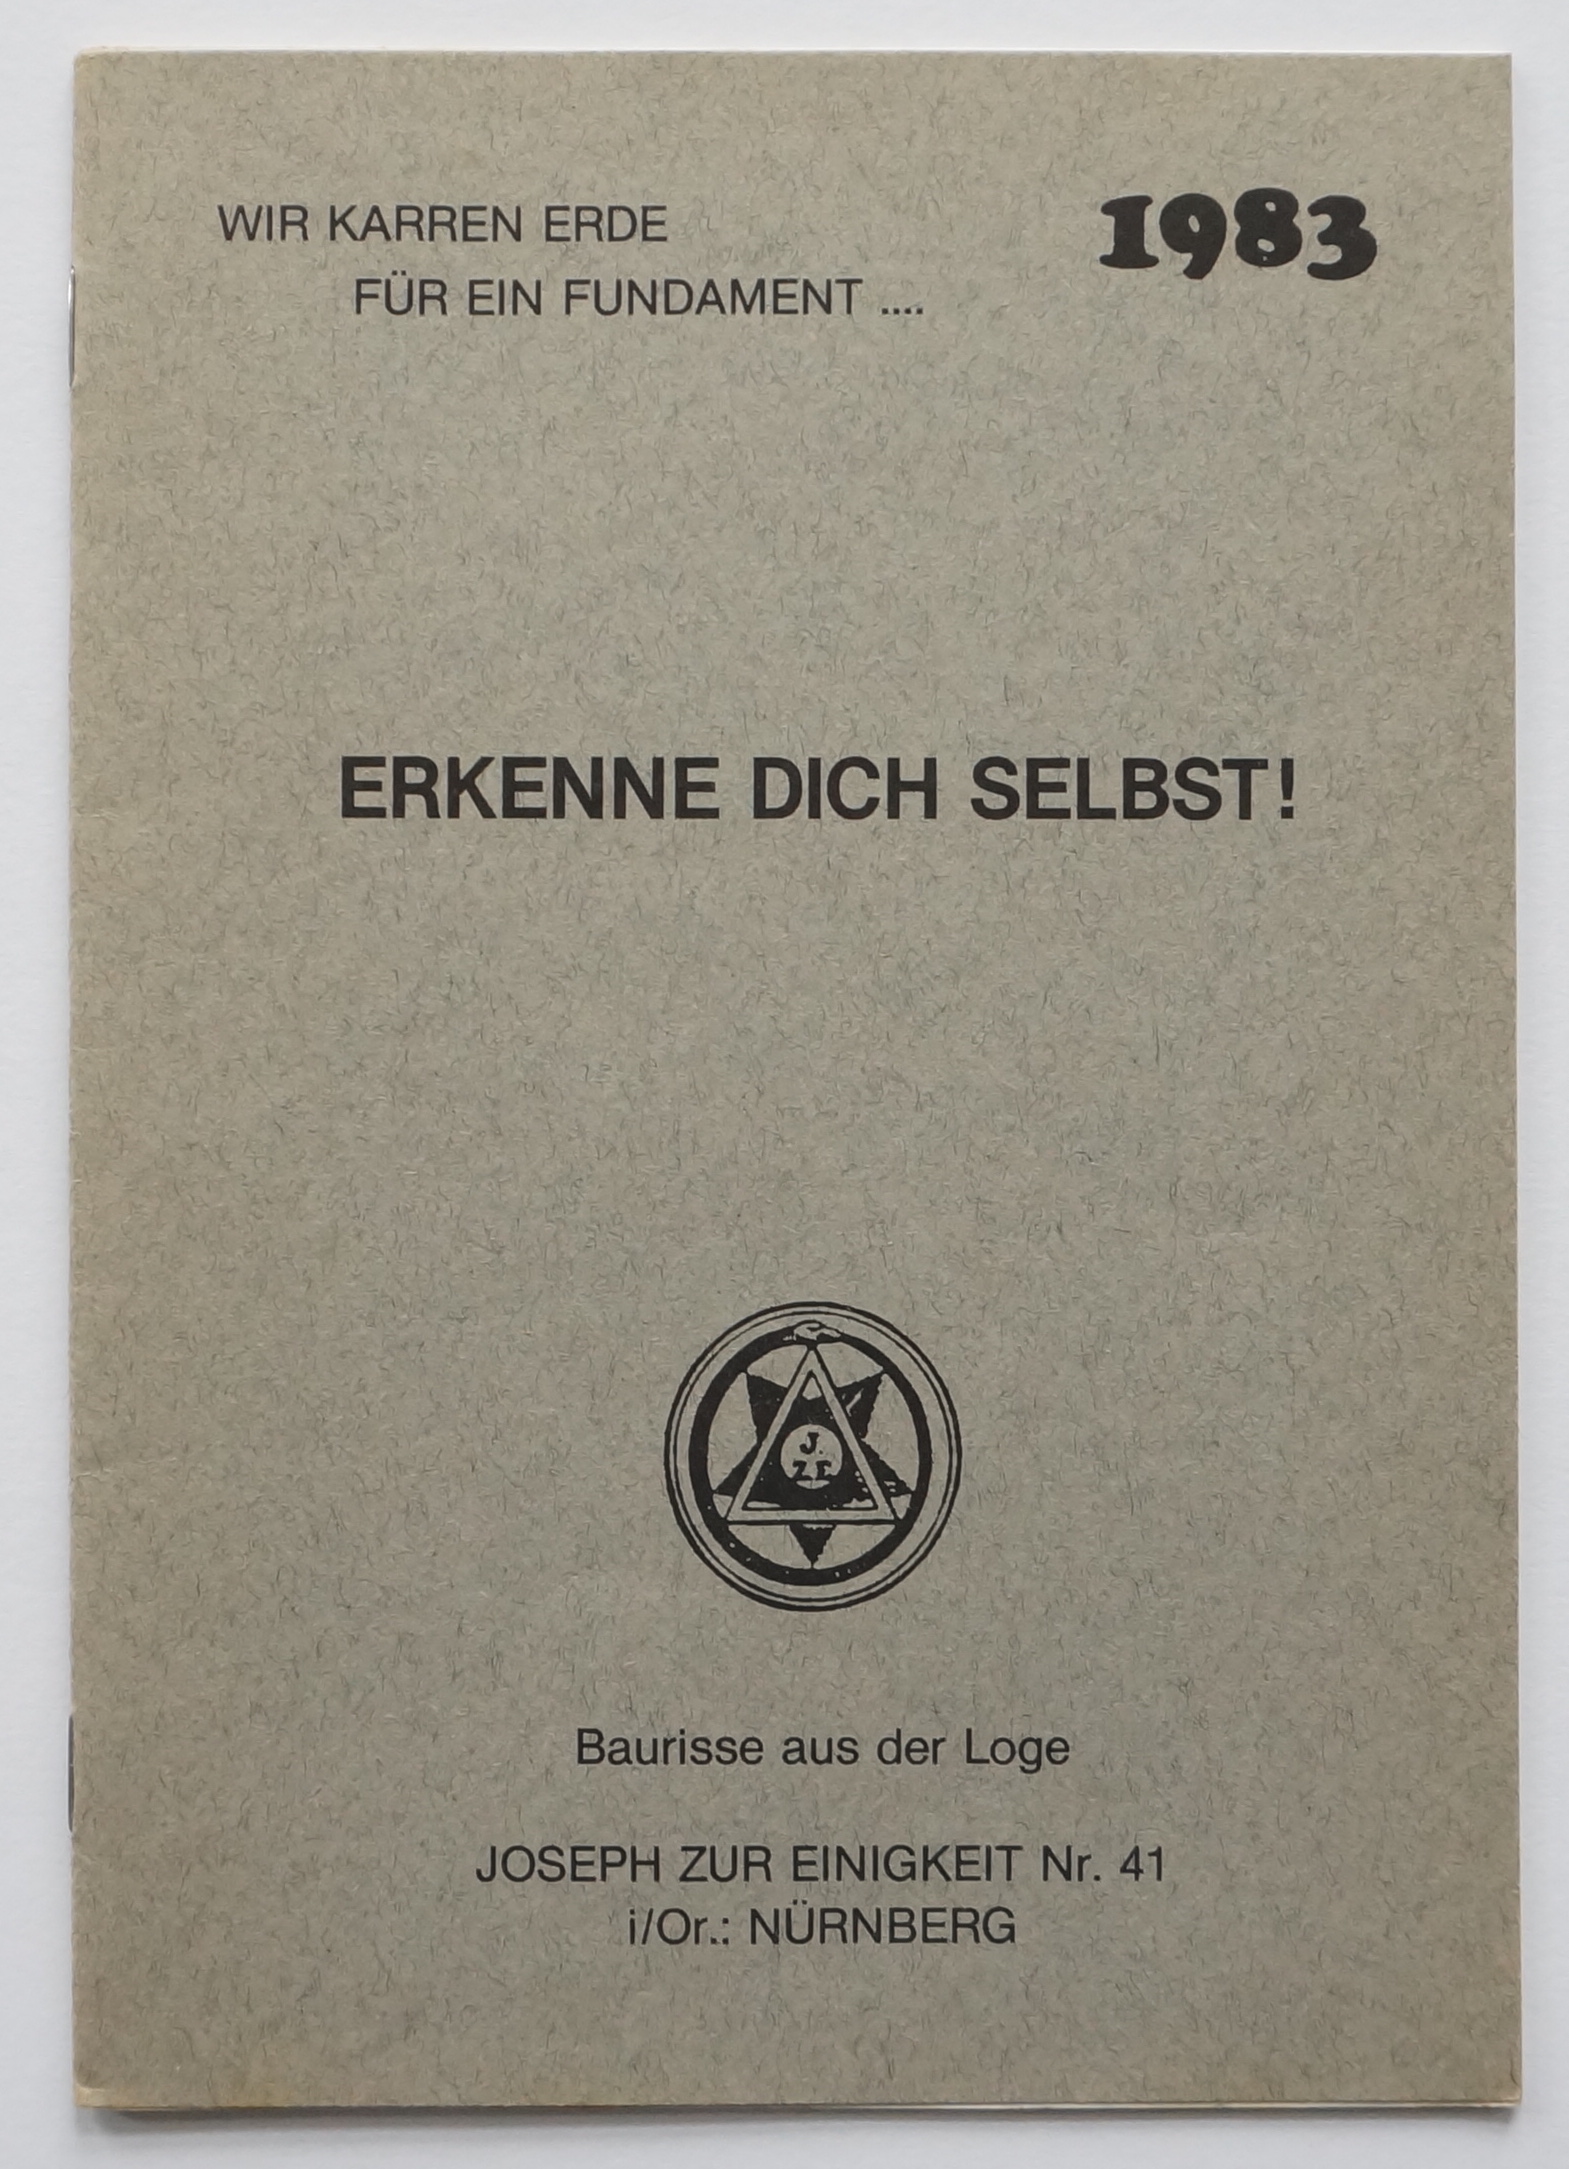 WIR KARREN ERDE
FÜR EIN FUNDAMENT ....
1983
ERKENNE DICH SELBST!
J.
Z E
Baurisse aus der Loge
JOSEPH ZUR EINIGKEIT Nr. 41
i/Or.: NÜRNBERG